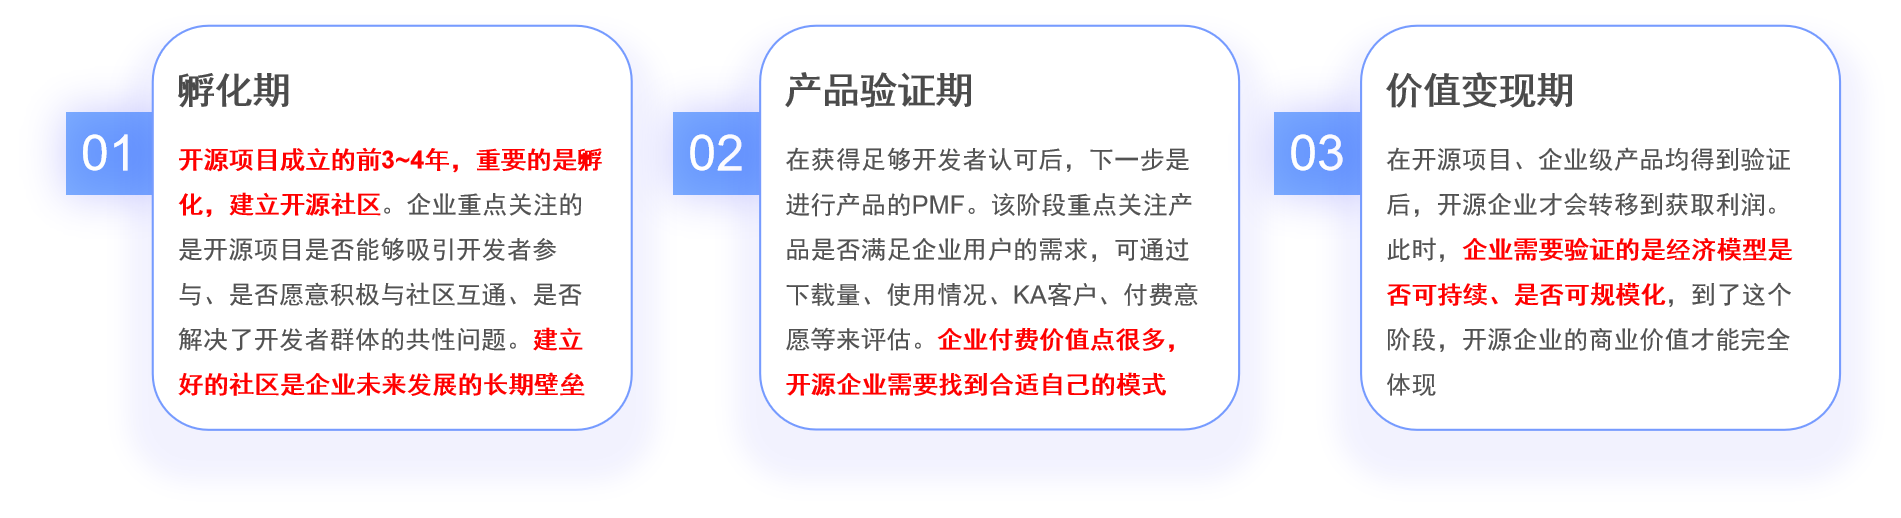 01
孵化期
开源项目成立的前3~4年，重要的是孵
化，建立开源社区。企业重点关注的
是开源项目是否能够吸引开发者参
与、是否愿意积极与社区互通、是否
解决了开发者群体的共性问题。建立
好的社区是企业未来发展的长期壁垒
02
产品验证期
在获得足够开发者认可后，下一步是
进行产品的PMF。该阶段重点关注产
品是否满足企业用户的需求，可通过
下载量、使用情况、KA客户、付费意
愿等来评估。企业付费价值点很多，
开源企业需要找到合适自己的模式
03
价值变现期
在开源项目、企业级产品均得到验证
后，开源企业才会转移到获取利润。
此时，企业需要验证的是经济模型是
否可持续、是否可规模化，到了这个
阶段，开源企业的商业价值才能完全
体现